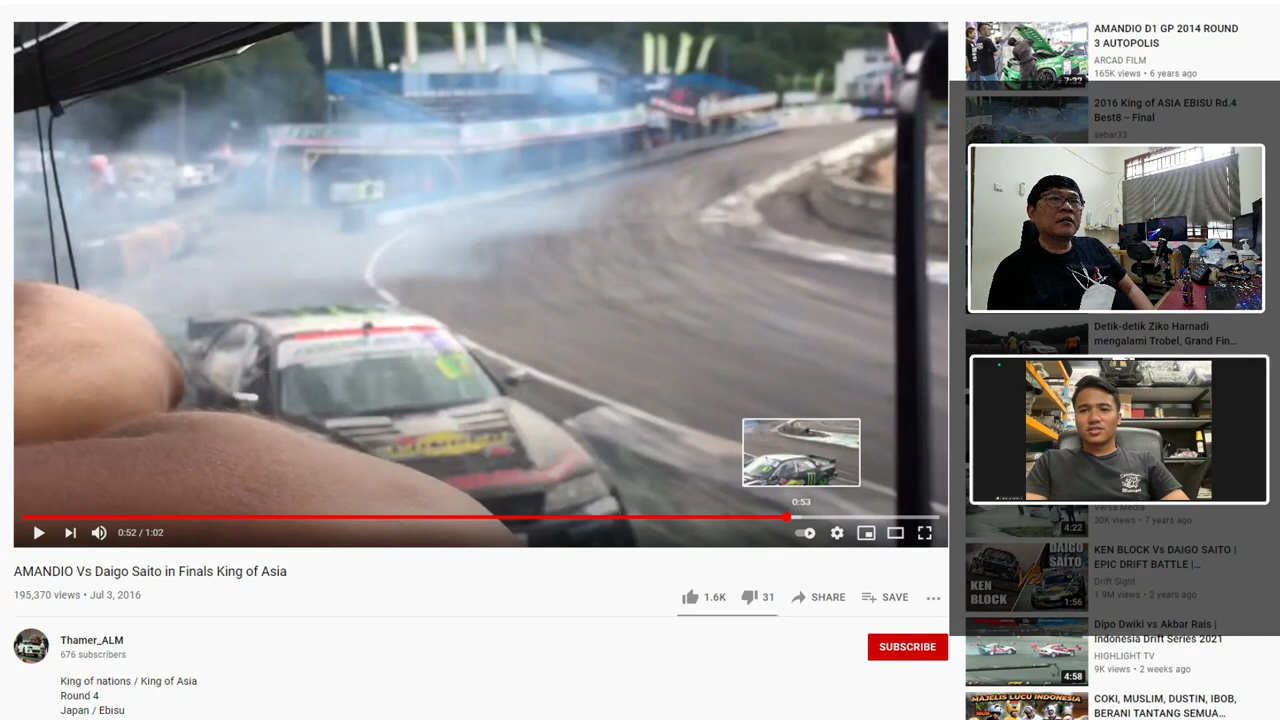 0:53
0:52 / 1:02
AMANDIO Vs Daigo Saito in Finals King of Asia
195,370 views • Jul 3, 2016
1.6K
31
SHARE
SAVE
Thamer_ALM
676 subscribers
SUBSCRIBE
King of nations / King of Asia
Round 4
Japan / Ebisu
7:32
AMANDIO D1 GP 2014 ROUND
3 AUTOPOLIS
ARCAD FILM
165K views • 6 years ago
2016 King of ASIA EBISU Rd.4
Best8 – Final
sebar33
Detik-detik Ziko Harnadi
mengalami Trobel, Grand Fin...
Versa Media
30K views • 7 years ago
4:22
KEN BLOCK Vs DAIGO SAITO |
EPIC DRIFT BATTLE |...
Drift Sight
1.9M views • 2 years ago
KEN
BLOCK
VS
DAIGO
SAITO
1:56
Dipo Dwiki vs Akbar Rais |
Indonesia Drift Series 2021
HIGHLIGHT TV
9K views • 2 weeks ago
4:58
MAJELIS LUCU INDONESIA
COKI, MUSLIM, DUSTIN, IBOB,
BERANI TANTANG SEMUA...